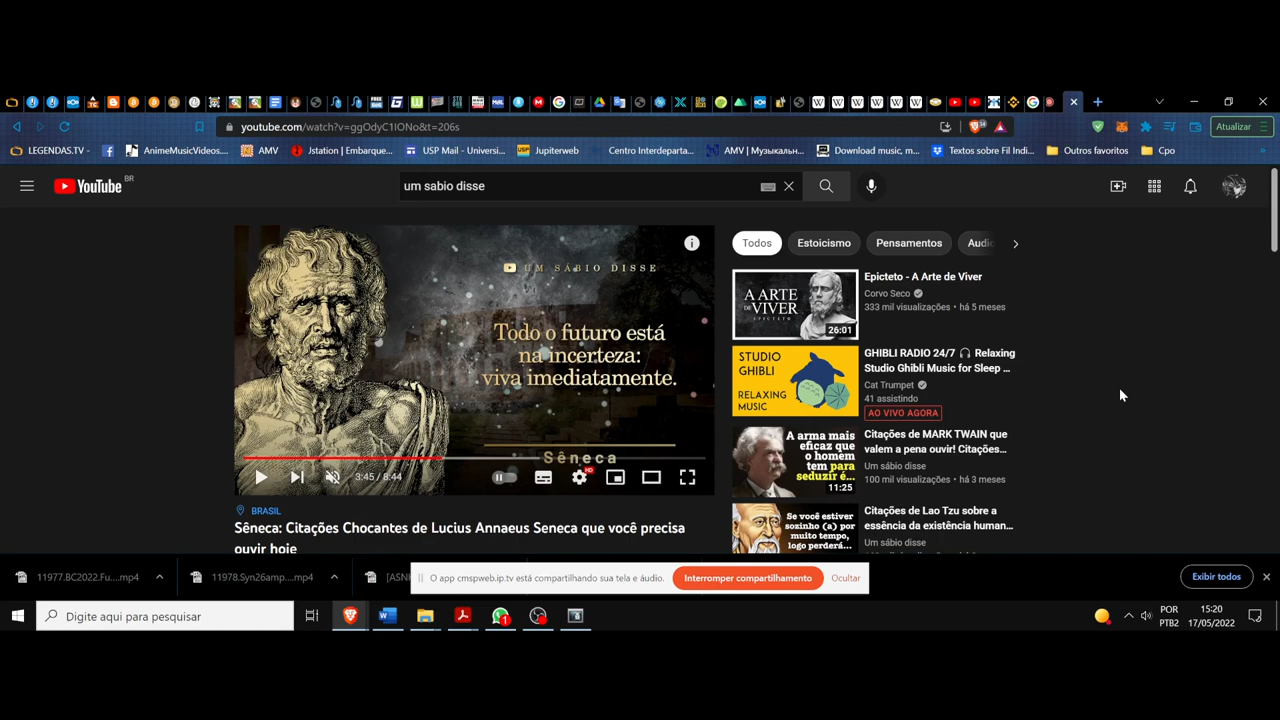 youtube.com/watch?v=ggOdyC1IONo&t=206s
Atualizar
LEGENDAS.TV -
AnimeMusicVideos...
AMV
Jstation | Embarque...
USP Mail - Universi...
Jupiterweb
Centro Interdeparta...
AMV | Музыкальн...
Download music, m...
Textos sobre Fil Indi...
Outros favoritos
Cpo
YouTube BR
um sabio disse
UM SÁBIO DISSE
Todo o futuro está
na incerteza:
viva imediatamente.
Sêneca
3:45 / 8:44
HD
BRASIL
Sêneca: Citações Chocantes de Lucius Annaeus Seneca que você precisa
ouvir hoje
Todos
Estoicismo
Pensamentos
Audio
A ARTE
DE VIVER
EPICTETO
26:01
Epicteto - A Arte de Viver
Corvo Seco
333 mil visualizações • há 5 meses
STUDIO
GHIBLI
RELAXING
MUSIC
GHIBLI RADIO 24/7 🎧 Relaxing
Studio Ghibli Music for Sleep ...
Cat Trumpet
41 assistindo
AO VIVO AGORA
A arma mais
eficaz que
o homem
tem para
seduzir é...
11:25
Citações de MARK TWAIN que
valem a pena ouvir! Citações...
Um sábio disse
100 mil visualizações • há 3 meses
Se você estiver
sozinho (a) por
muito tempo,
logo perderá...
Citações de Lao Tzu sobre a
essência da existência human...
Um sábio disse
11977.BC2022.Fu....mp4
11978.Syn26amp....mp4
[ASN
O app cmspweb.ip.tv está compartilhando sua tela e áudio.
Interromper compartilhamento
Ocultar
Exibir todos
Digite aqui para pesquisar
1
POR
PTB2
15:20
17/05/2022